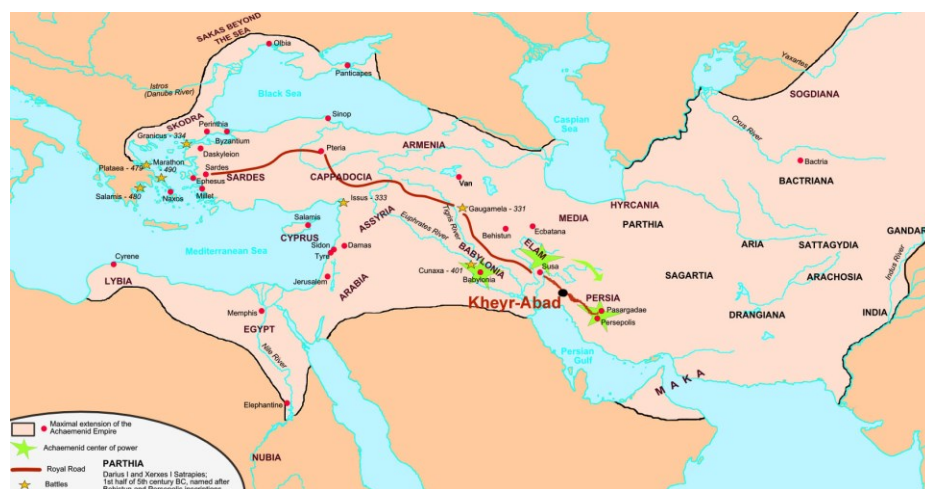 SAKAS BEYOND
THE SEA
Olbia
Panticapes
Istros
(Danube River)
Black Sea
Caspian
Sea
Yaxartes
SOGDIANA
Oxus River
SKODRA
Perinthia
Byzantium
Sinop
Granicus - 334
Daskyleion
Plataea - 479
Marathon
- 490
Sardes
Ephesus
Millet
Salamis - 480
Naxos
SARDES
Pteria
CAPPADOCIA
ARMENIA
Van
Issus - 333
Gaugamela - 331
ASSYRIA
Tigris River
Euphrates River
MEDIA
Behistun
Ecbatana
HYRCANIA
PARTHIA
Bactria
BACTRIANA
ARIA
SATTAGYDIA
GANDAR
Indus River
Mediterranean Sea
Salamis
CYPRUS
Sidon
Tyre
Damas
Jerusalem
ARABIA
BABYLONIA
Cunaxa - 401
Babylonia
ELAM
Susa
SAGARTIA
ARACHOSIA
DRANGIANA
INDIA
Kheyr-Abad
PERSIA
Pasargadae
Persepolis
Persian
Gulf
MAKA
Cyrene
LYBIA
Memphis
EGYPT
Nile River
Elephantine
NUBIA
Maximal extension of the
Achaemenid Empire
Achaemenid center of power
Royal Road
Battles
PARTHIA
Darius I and Xerxes I Satrapies;
1st half of 5th century BC, named after
Behistun and Persepolis inscriptions